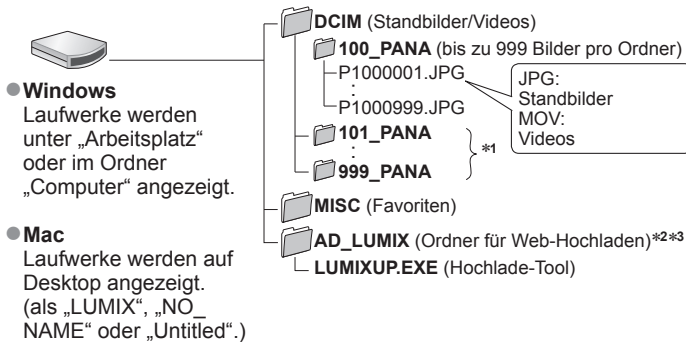 DCIM (Standbilder/Videos)
100_PANA (bis zu 999 Bilder pro Ordner)
P1000001.JPG
:
P1000999.JPG
JPG:
Standbilder
MOV:
Videos
101_PANA
:
999_PANA
*1
MISC (Favoriten)
AD_LUMIX (Ordner für Web-Hochladen)*2*3
LUMIXUP.EXE (Hochlade-Tool)
●Windows
Laufwerke werden
unter „Arbeitsplatz“
oder im Ordner
„Computer“ angezeigt.
●Mac
Laufwerke werden auf
Desktop angezeigt.
(als „LUMIX“, „NO_
NAME“ oder „Untitled“.)